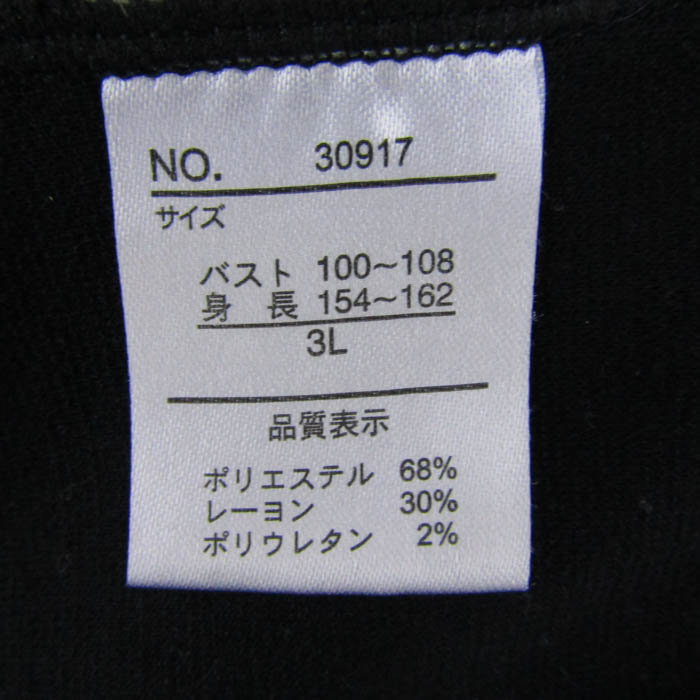 NO. 30917
サイズ
バスト 100~108
身 長 154~162
3L
品質表示
ポリエステル 68%
レーヨン 30%
ポリウレタン 2%